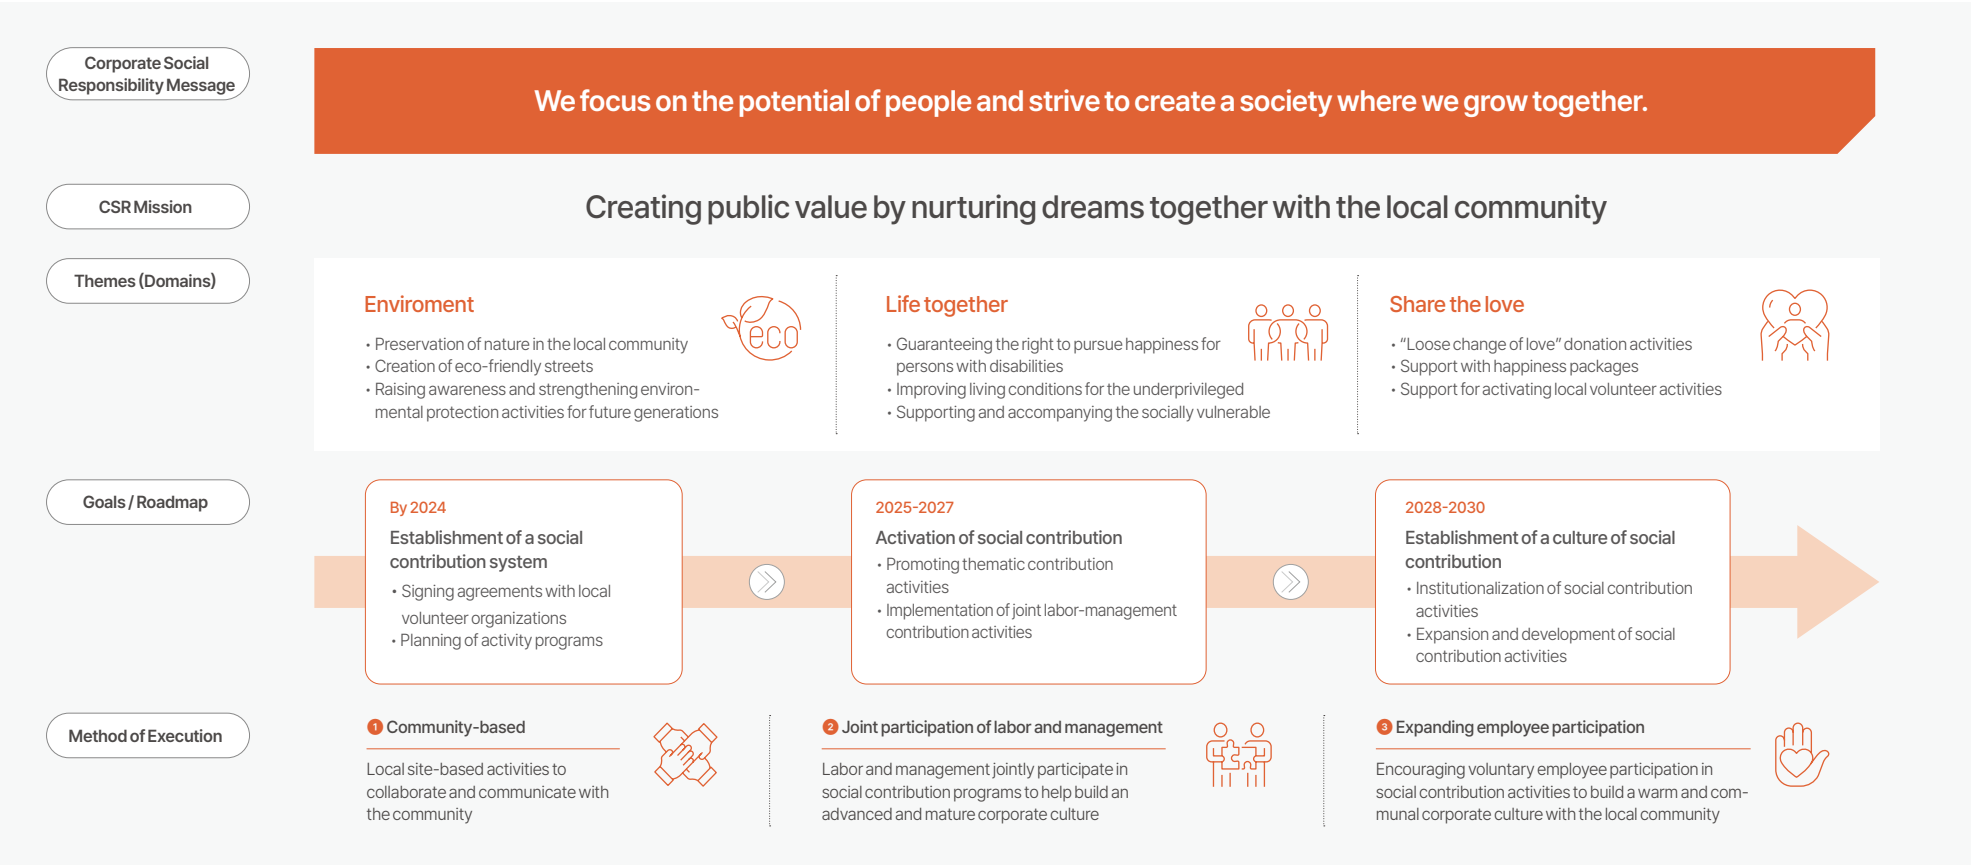 Corporate Social
Responsibility Message
We focus on the potential of people and strive to create a society where we grow together.
CSR Mission
Creating public value by nurturing dreams together with the local community
Themes (Domains)
Enviroment
• Preservation of nature in the local community
• Creation of eco-friendly streets
• Raising awareness and strengthening environ-
mental protection activities for future generations
eco
Life together
• Guaranteeing the right to pursue happiness for
persons with disabilities
• Improving living conditions for the underprivileged
• Supporting and accompanying the socially vulnerable
Share the love
• “Loose change of love” donation activities
• Support with happiness packages
• Support for activating local volunteer activities
Goals / Roadmap
By 2024
Establishment of a social
contribution system
• Signing agreements with local
volunteer organizations
• Planning of activity programs
2025-2027
Activation of social contribution
• Promoting thematic contribution
activities
• Implementation of joint labor-management
contribution activities
2028-2030
Establishment of a culture of social
contribution
• Institutionalization of social contribution
activities
• Expansion and development of social
contribution activities
Method of Execution
1 Community-based
Local site-based activities to
collaborate and communicate with
the community
2 Joint participation of labor and management
Labor and management jointly participate in
social contribution programs to help build an
advanced and mature corporate culture
3 Expanding employee participation
Encouraging voluntary employee participation in
social contribution activities to build a warm and com-
munal corporate culture with the local community